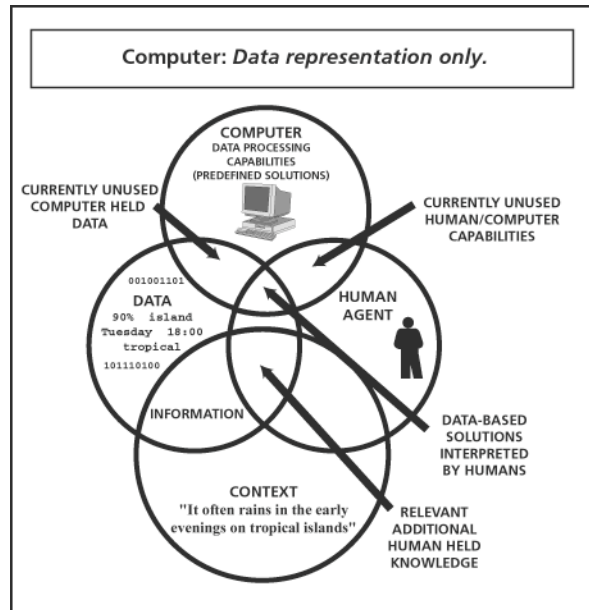 Computer: Data representation only.
COMPUTER
DATA PROCESSING
CAPABILITIES
(PREDEFINED SOLUTIONS)
CURRENTLY UNUSED
COMPUTER HELD
DATA
CURRENTLY UNUSED
HUMAN/COMPUTER
CAPABILITIES
001001101
DATA
90% island
Tuesday 18:00
tropical
101110100
HUMAN
AGENT
INFORMATION
DATA-BASED
SOLUTIONS
INTERPRETED
BY HUMANS
CONTEXT
"It often rains in the early
evenings on tropical islands"
RELEVANT
ADDITIONAL
HUMAN HELD
KNOWLEDGE